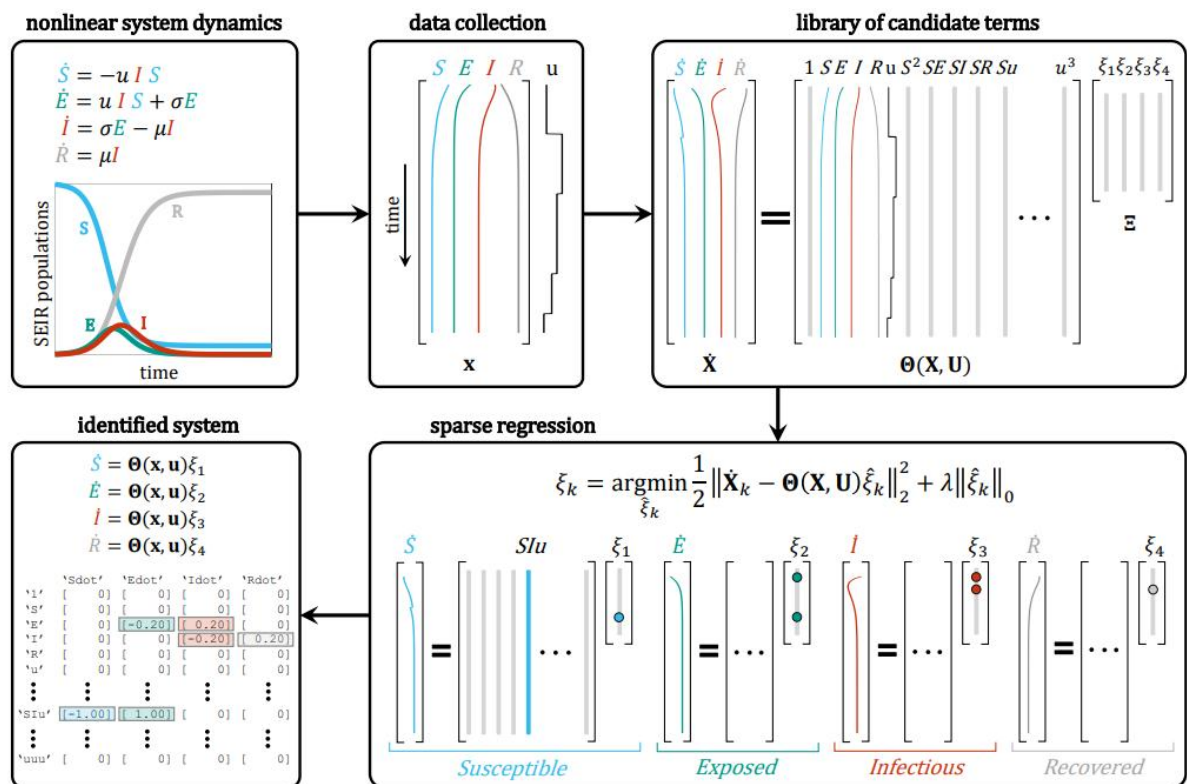 nonlinear system dynamics
Ṡ = −u I S
Ė = u I S + σE
İ = σE − μI
Ṙ = μI
SEIR populations
S
R
E
I
time
data collection
S E I R u
time
x
library of candidate terms
Ṡ Ė İ Ṙ
1 S E I R u S² SE SI SR Su u³
ξ₁ξ₂ξ₃ξ₄
=
...
Ẋ
Θ(X, U)
Ξ
sparse regression
ξₖ = argmin_ξ̂ₖ ½ ‖Ẋₖ − Θ(X, U)ξ̂ₖ‖₂² + λ‖ξ̂ₖ‖₀
Ṡ = SIu ... ξ₁
Susceptible
Ė = ... ξ₂
Exposed
İ = ... ξ₃
Infectious
Ṙ = ... ξ₄
Recovered
identified system
Ṡ = Θ(x, u)ξ₁
Ė = Θ(x, u)ξ₂
İ = Θ(x, u)ξ₃
Ṙ = Θ(x, u)ξ₄
'Sdot' 'Edot' 'Idot' 'Rdot'
'1' [ 0] [ 0] [ 0] [ 0]
'S' [ 0] [ 0] [ 0] [ 0]
'E' [ 0] [-0.20] [ 0.20] [ 0]
'I' [ 0] [ 0] [-0.20] [ 0.20]
'R' [ 0] [ 0] [ 0] [ 0]
'u' [ 0] [ 0] [ 0] [ 0]
⋮ ⋮ ⋮ ⋮ ⋮
'SIu' [-1.00] [ 1.00] [ 0] [ 0]
⋮ ⋮ ⋮ ⋮ ⋮
'uuu' [ 0] [ 0] [ 0] [ 0]